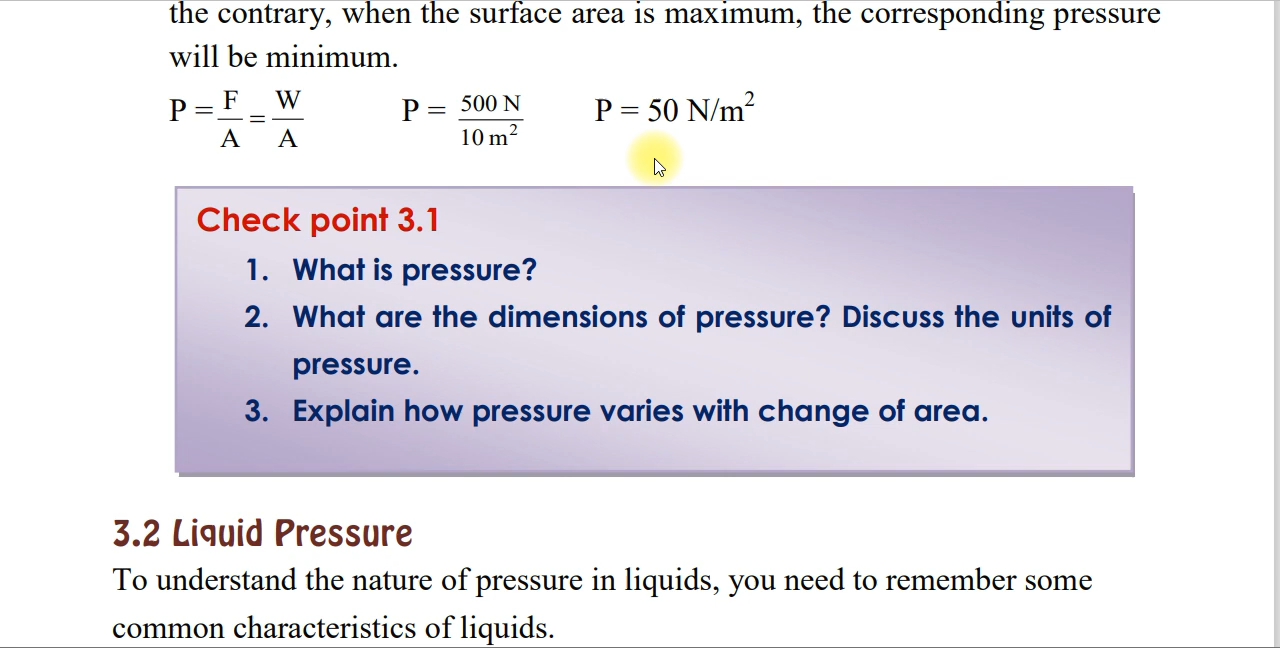 the contrary, when the surface area is maximum, the corresponding pressure
will be minimum.
P = F/A = W/A P = 500 N/10 m² P = 50 N/m²
Check point 3.1
1. What is pressure?
2. What are the dimensions of pressure? Discuss the units of
pressure.
3. Explain how pressure varies with change of area.
3.2 Liquid Pressure
To understand the nature of pressure in liquids, you need to remember some
common characteristics of liquids.